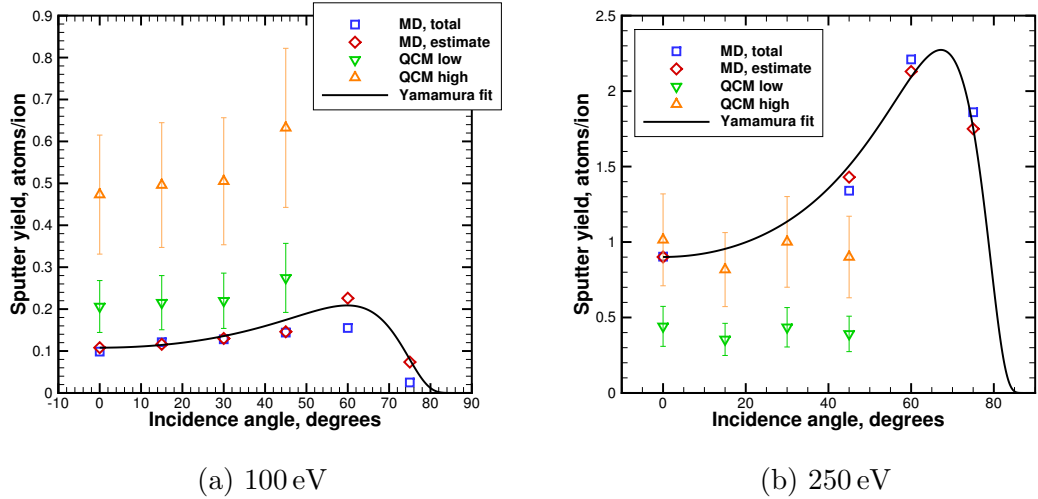 Sputter yield, atoms/ion
0.9
0.8
0.7
0.6
0.5
0.4
0.3
0.2
0.1
0
-10 0 10 20 30 40 50 60 70 80 90
Incidence angle, degrees
MD, total
MD, estimate
QCM low
QCM high
Yamamura fit
(a) 100 eV
Sputter yield, atoms/ion
2.5
2
1.5
1
0.5
0
0 20 40 60 80
Incidence angle, degrees
MD, total
MD, estimate
QCM low
QCM high
Yamamura fit
(b) 250 eV